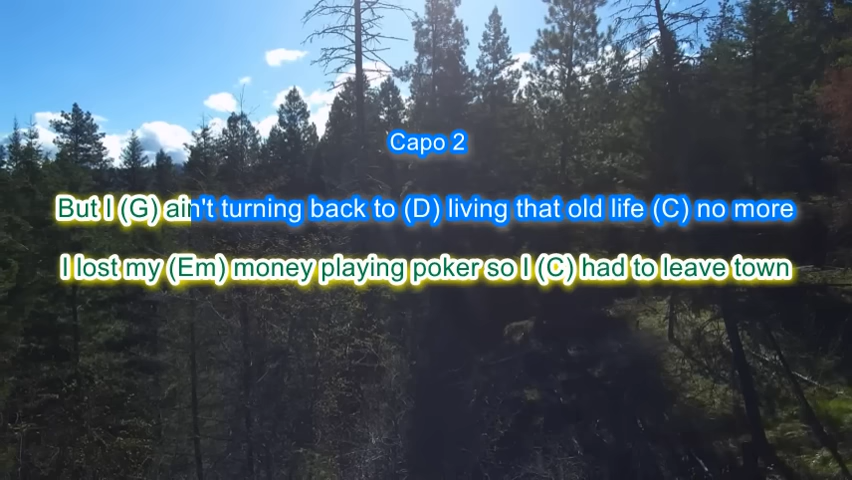 Capo 2
But I (G) ain't turning back to (D) living that old life (C) no more
I lost my (Em) money playing poker so I (C) had to leave town